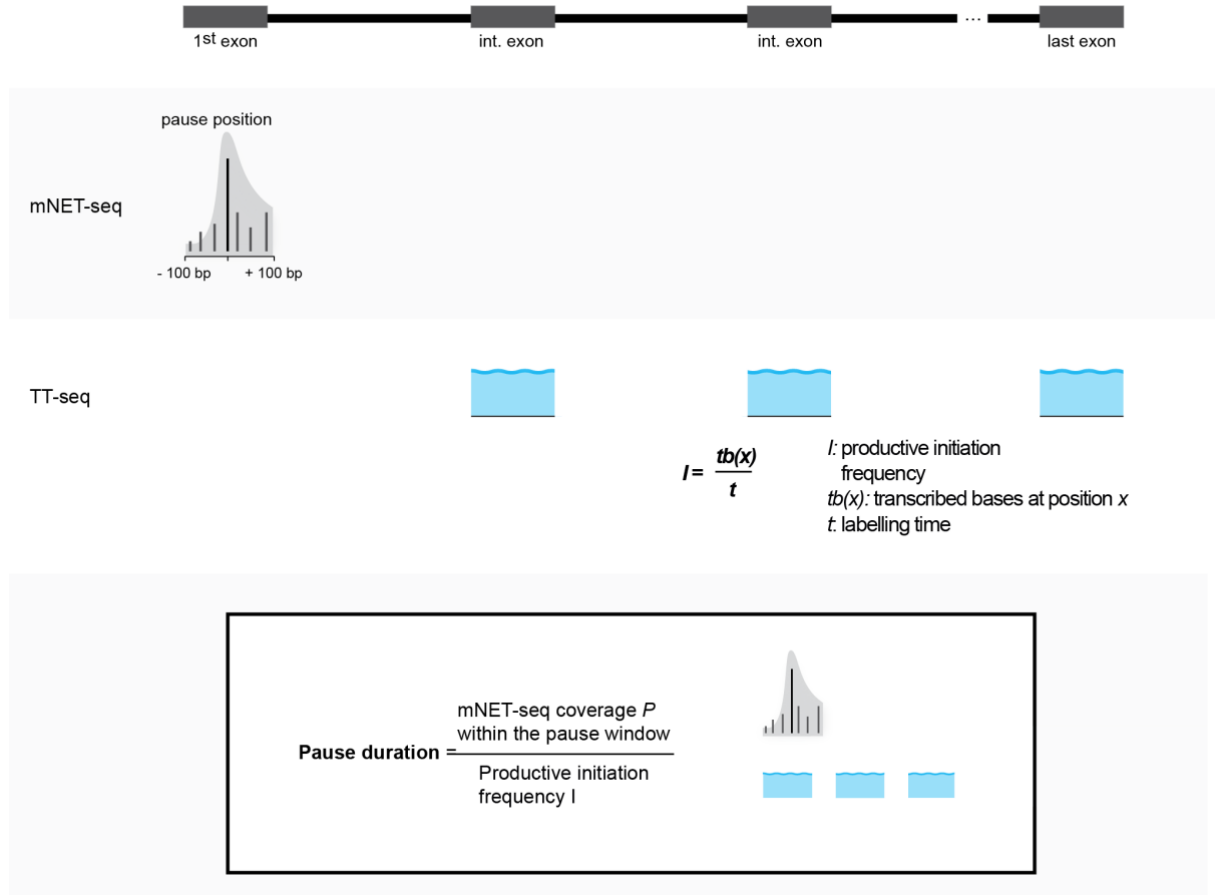 ...
1st exon int. exon int. exon last exon
pause position
mNET-seq
- 100 bp + 100 bp
TT-seq
I = tb(x)
t
I: productive initiation
frequency
tb(x): transcribed bases at position x
t: labelling time
mNET-seq coverage P
within the pause window
Pause duration =
Productive initiation
frequency I